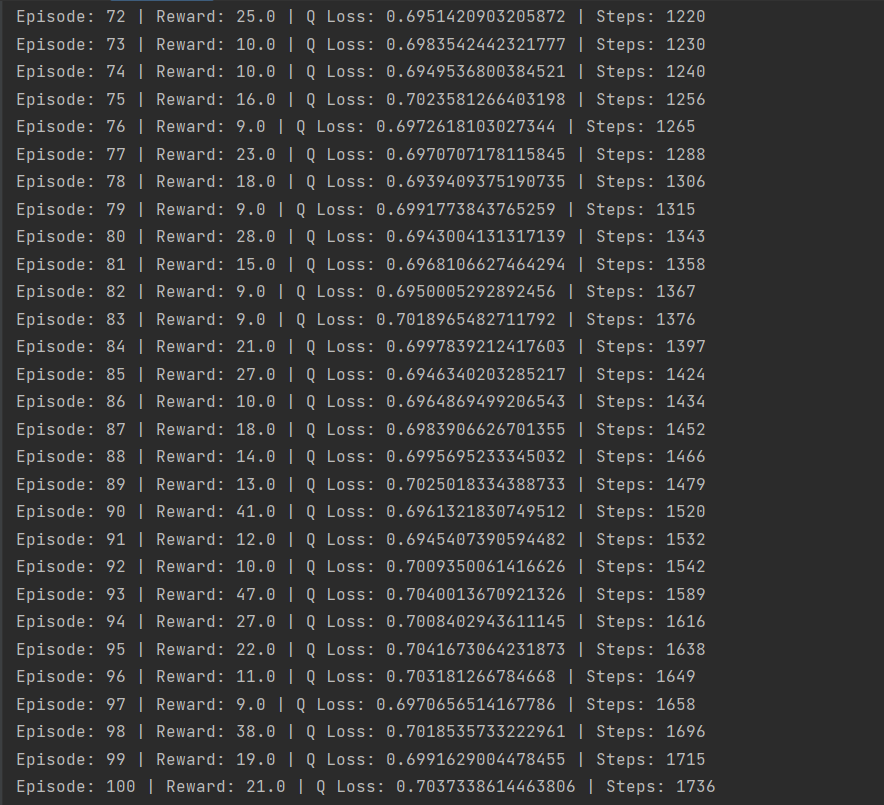 Episode: 72 | Reward: 25.0 | Q Loss: 0.6951420903205872 | Steps: 1220
Episode: 73 | Reward: 10.0 | Q Loss: 0.6983542442321777 | Steps: 1230
Episode: 74 | Reward: 10.0 | Q Loss: 0.6949536800384521 | Steps: 1240
Episode: 75 | Reward: 16.0 | Q Loss: 0.7023581266403198 | Steps: 1256
Episode: 76 | Reward: 9.0 | Q Loss: 0.6972618103027344 | Steps: 1265
Episode: 77 | Reward: 23.0 | Q Loss: 0.6970707178115845 | Steps: 1288
Episode: 78 | Reward: 18.0 | Q Loss: 0.6939409375190735 | Steps: 1306
Episode: 79 | Reward: 9.0 | Q Loss: 0.6991773843765259 | Steps: 1315
Episode: 80 | Reward: 28.0 | Q Loss: 0.6943004131317139 | Steps: 1343
Episode: 81 | Reward: 15.0 | Q Loss: 0.6968106627464294 | Steps: 1358
Episode: 82 | Reward: 9.0 | Q Loss: 0.6950005292892456 | Steps: 1367
Episode: 83 | Reward: 9.0 | Q Loss: 0.7018965482711792 | Steps: 1376
Episode: 84 | Reward: 21.0 | Q Loss: 0.6997839212417603 | Steps: 1397
Episode: 85 | Reward: 27.0 | Q Loss: 0.6946340203285217 | Steps: 1424
Episode: 86 | Reward: 10.0 | Q Loss: 0.6964869499206543 | Steps: 1434
Episode: 87 | Reward: 18.0 | Q Loss: 0.6983906626701355 | Steps: 1452
Episode: 88 | Reward: 14.0 | Q Loss: 0.6995695233345032 | Steps: 1466
Episode: 89 | Reward: 13.0 | Q Loss: 0.7025018334388733 | Steps: 1479
Episode: 90 | Reward: 41.0 | Q Loss: 0.6961321830749512 | Steps: 1520
Episode: 91 | Reward: 12.0 | Q Loss: 0.6945407390594482 | Steps: 1532
Episode: 92 | Reward: 10.0 | Q Loss: 0.7009350061416626 | Steps: 1542
Episode: 93 | Reward: 47.0 | Q Loss: 0.7040013670921326 | Steps: 1589
Episode: 94 | Reward: 27.0 | Q Loss: 0.7008402943611145 | Steps: 1616
Episode: 95 | Reward: 22.0 | Q Loss: 0.7041673064231873 | Steps: 1638
Episode: 96 | Reward: 11.0 | Q Loss: 0.703181266784668 | Steps: 1649
Episode: 97 | Reward: 9.0 | Q Loss: 0.6970656514167786 | Steps: 1658
Episode: 98 | Reward: 38.0 | Q Loss: 0.7018535733222961 | Steps: 1696
Episode: 99 | Reward: 19.0 | Q Loss: 0.6991629004478455 | Steps: 1715
Episode: 100 | Reward: 21.0 | Q Loss: 0.7037338614463806 | Steps: 1736